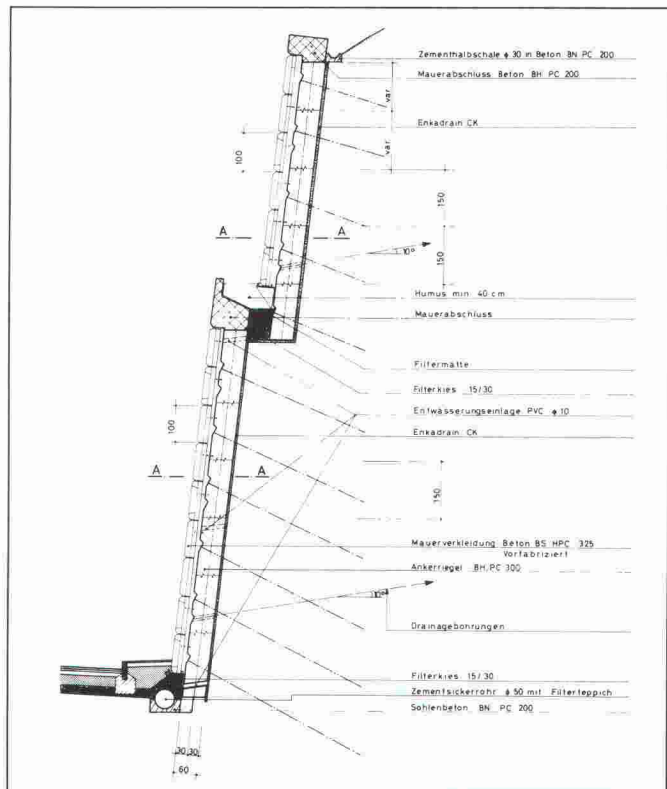 Zementhalbschale ϕ 30 in Beton BN PC 200
Mauerabschluss Beton BH PC 200
var.
Enkadrain CK
var.
100
150
A A
150
10°
Humus min. 40 cm
Mauerabschluss
Filtermatte
Filterkies 15/30
Entwässerungseinlage PVC ϕ 10
100
Enkadrain CK
A A
150
Mauerverkleidung Beton BS HPC 325
Vorfabriziert
Ankerriegel BH, PC 300
10°
Drainagebohrungen
Filterkies 15/30
Zementsickerrohr ϕ 50 mit Filterteppich
Sohlenbeton BN PC 200
30 30
60